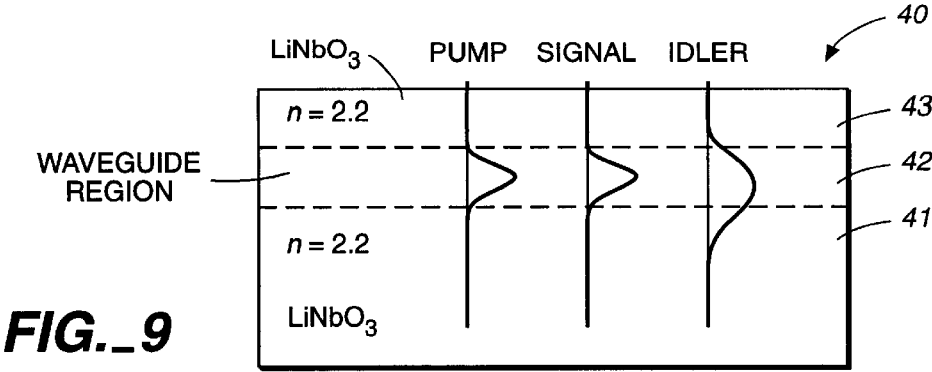 40
LiNbO3 PUMP SIGNAL IDLER
43
n = 2.2
WAVEGUIDE
REGION
42
41
n = 2.2
LiNbO3
FIG._9